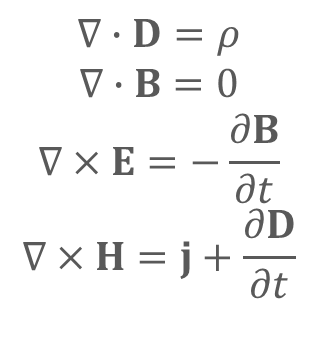 ∇ · 𝐃 = ρ
∇ · 𝐁 = 0
∇ × 𝐄 = − ∂𝐁/∂t
∇ × 𝐇 = 𝐣 + ∂𝐃/∂t